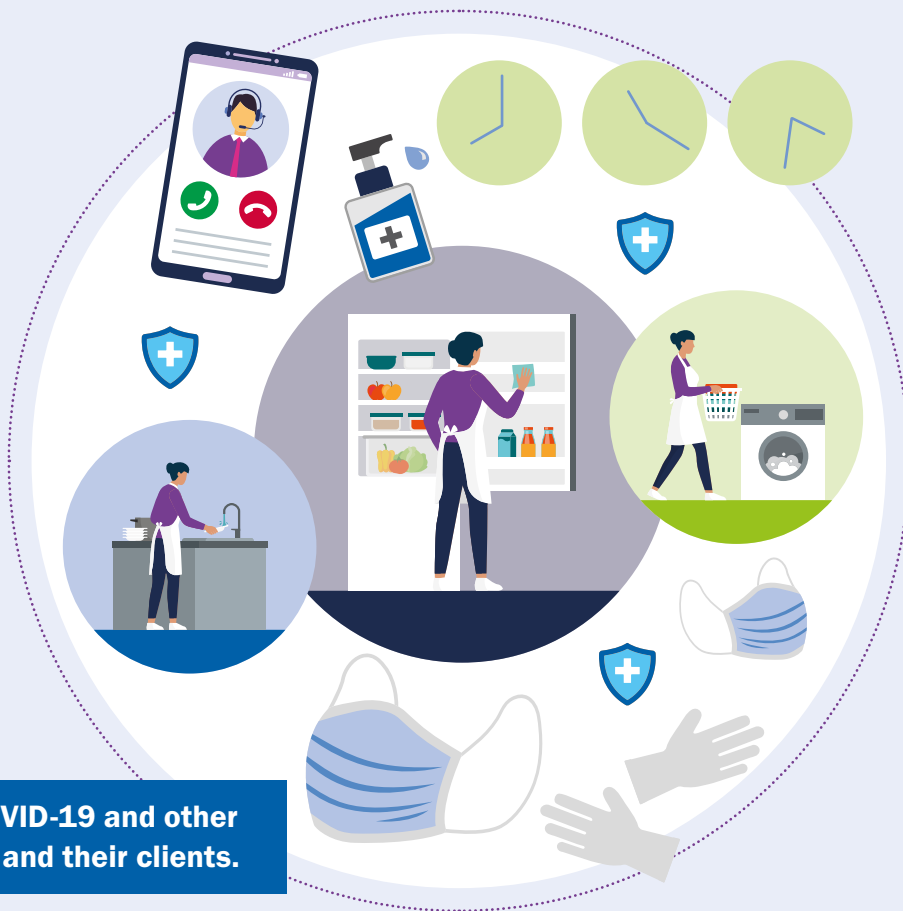 VID-19 and other
and their clients.